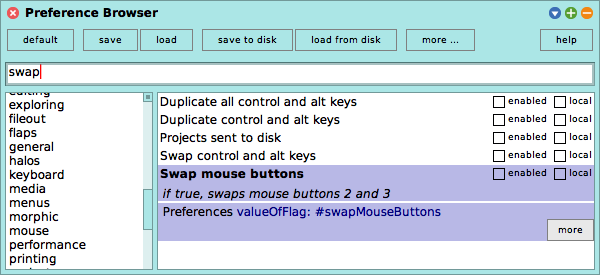 Preference Browser
default save load save to disk load from disk more ... help
swap
editing
exploring
fileout
flaps
general
halos
keyboard
media
menus
morphic
mouse
performance
printing
Duplicate all control and alt keys enabled local
Duplicate control and alt keys enabled local
Projects sent to disk enabled local
Swap control and alt keys enabled local
Swap mouse buttons enabled local
if true, swaps mouse buttons 2 and 3
Preferences valueOfFlag: #swapMouseButtons
more